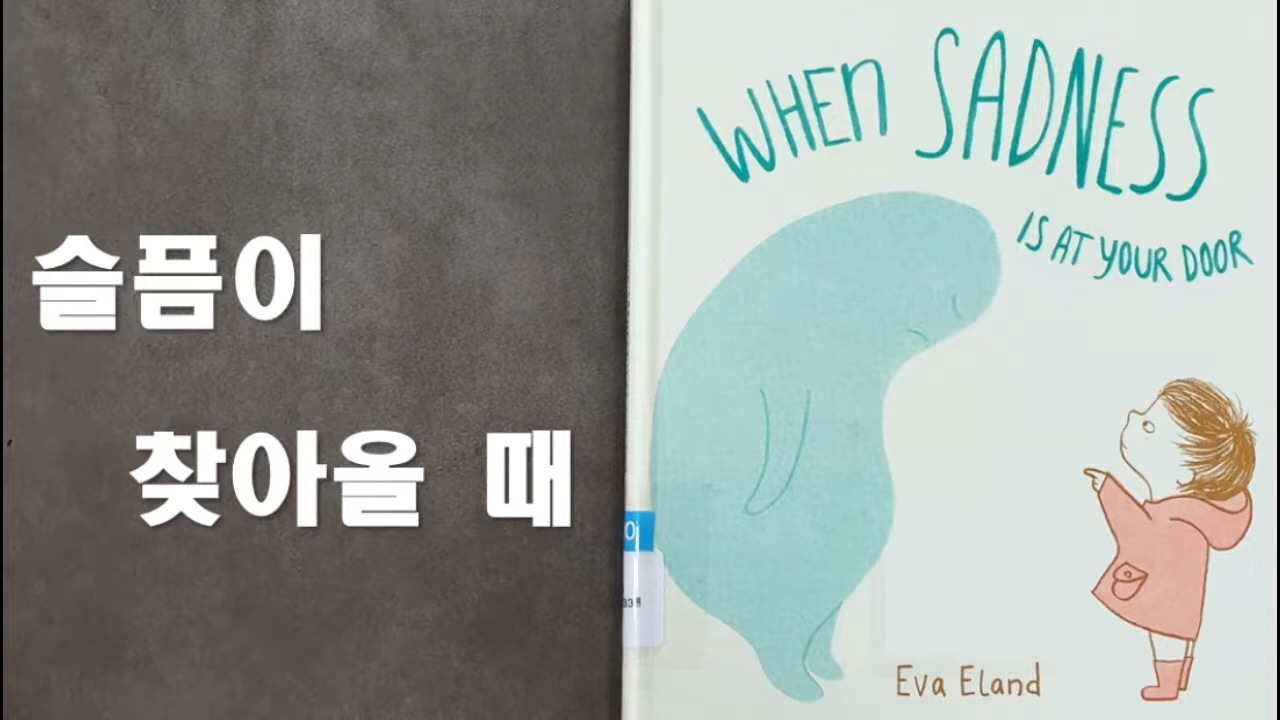 슬픔이
찾아올 때
WHEN SADNESS
IS AT YOUR DOOR
Eva Eland